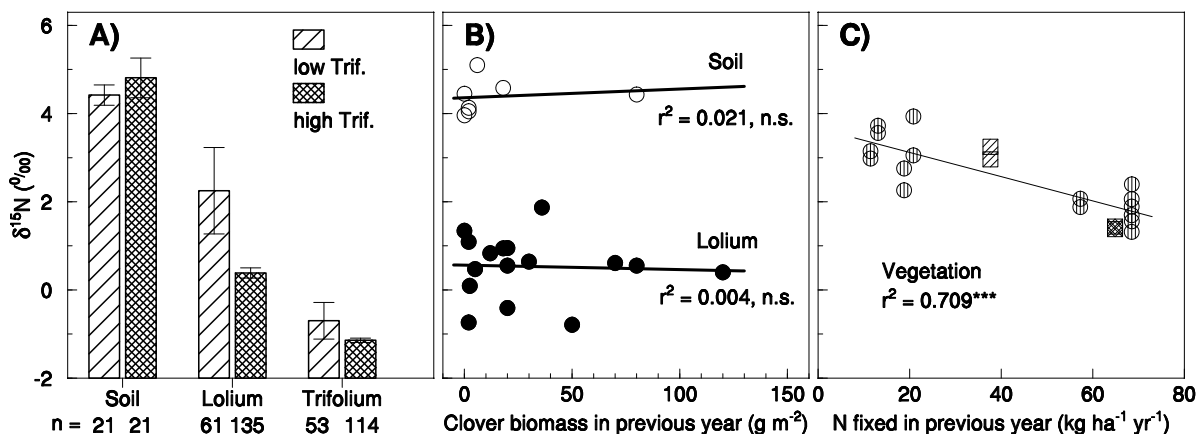 A)
low Trif.
high Trif.
6
4
2
0
-2
δ¹⁵N (⁰/₀₀)
Soil Lolium Trifolium
n = 21 21 61 135 53 114
B)
Soil
r² = 0.021, n.s.
Lolium
r² = 0.004, n.s.
0 50 100 150
Clover biomass in previous year (g m⁻²)
C)
Vegetation
r² = 0.709***
0 20 40 60 80
N fixed in previous year (kg ha⁻¹ yr⁻¹)